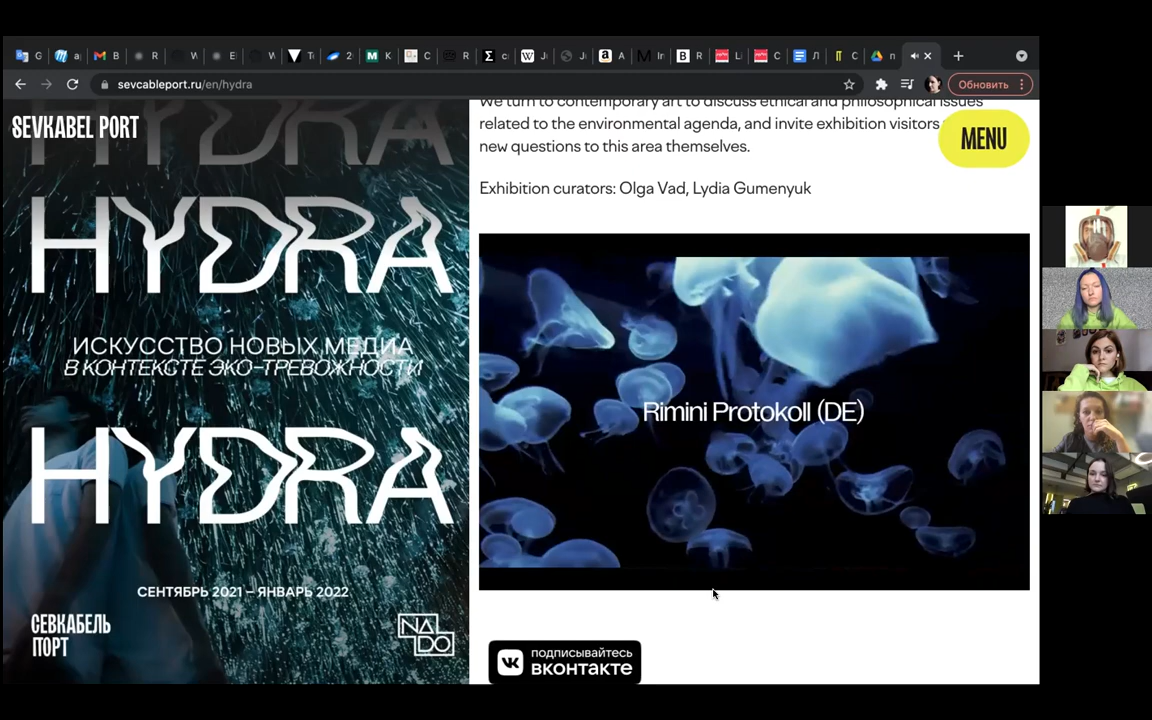 sevcableport.ru/en/hydra
Обновить
SEVKABEL PORT
HYDRA
HYDRA
ИСКУССТВО НОВЫХ МЕДИА
В КОНТЕКСТЕ ЭКО-ТРЕВОЖНОСТИ
HYDRA
СЕНТЯБРЬ 2021 – ЯНВАРЬ 2022
СЕВКАБЕЛЬ
ПОРТ
NA
DO
We turn to contemporary art to discuss ethical and philosophical issues
related to the environmental agenda, and invite exhibition visitors
new questions to this area themselves.
MENU
Exhibition curators: Olga Vad, Lydia Gumenyuk
Rimini Protokoll (DE)
подписывайтесь
вконтакте